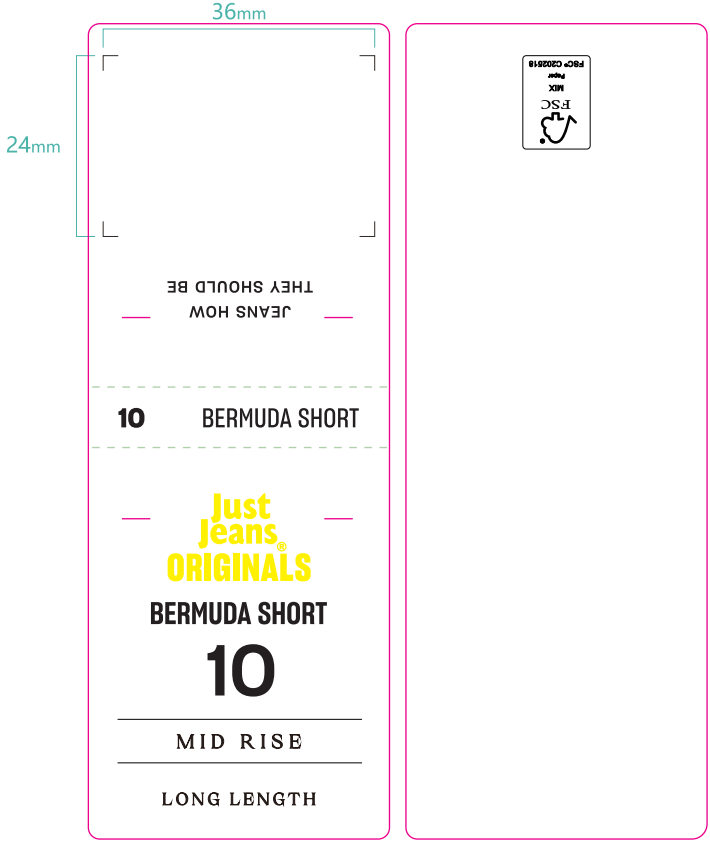 36mm
24mm
JEANS HOW
THEY SHOULD BE
10 BERMUDA SHORT
Just
Jeans®
ORIGINALS
BERMUDA SHORT
10
MID RISE
LONG LENGTH
FSC
MIX
Paper
FSC® C202518